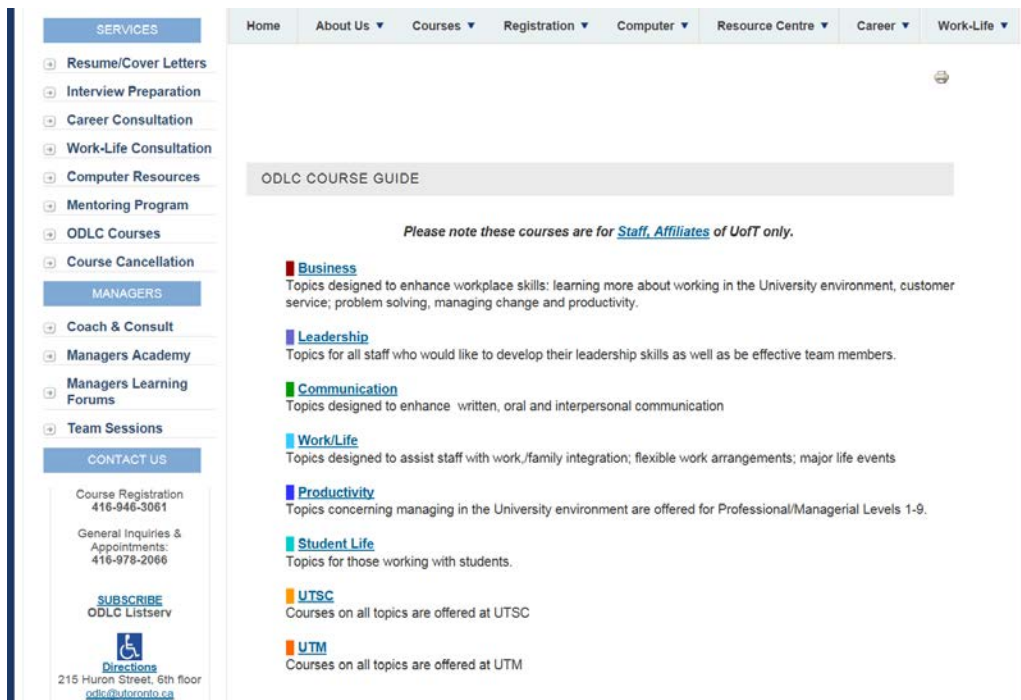 SERVICES
Resume/Cover Letters
Interview Preparation
Career Consultation
Work-Life Consultation
Computer Resources
Mentoring Program
ODLC Courses
Course Cancellation
MANAGERS
Coach & Consult
Managers Academy
Managers Learning
Forums
Team Sessions
CONTACT US
Course Registration
416-946-3061
General Inquiries &
Appointments:
416-978-2066
SUBSCRIBE
ODLC Listserv
Directions
215 Huron Street, 6th floor
odlc@utoronto.ca
Home About Us ▼ Courses ▼ Registration ▼ Computer ▼ Resource Centre ▼ Career ▼ Work-Life ▼
ODLC COURSE GUIDE
Please note these courses are for Staff, Affiliates of UofT only.
Business
Topics designed to enhance workplace skills: learning more about working in the University environment, customer
service; problem solving, managing change and productivity.
Leadership
Topics for all staff who would like to develop their leadership skills as well as be effective team members.
Communication
Topics designed to enhance written, oral and interpersonal communication
Work/Life
Topics designed to assist staff with work,/family integration; flexible work arrangements; major life events
Productivity
Topics concerning managing in the University environment are offered for Professional/Managerial Levels 1-9.
Student Life
Topics for those working with students.
UTSC
Courses on all topics are offered at UTSC
UTM
Courses on all topics are offered at UTM